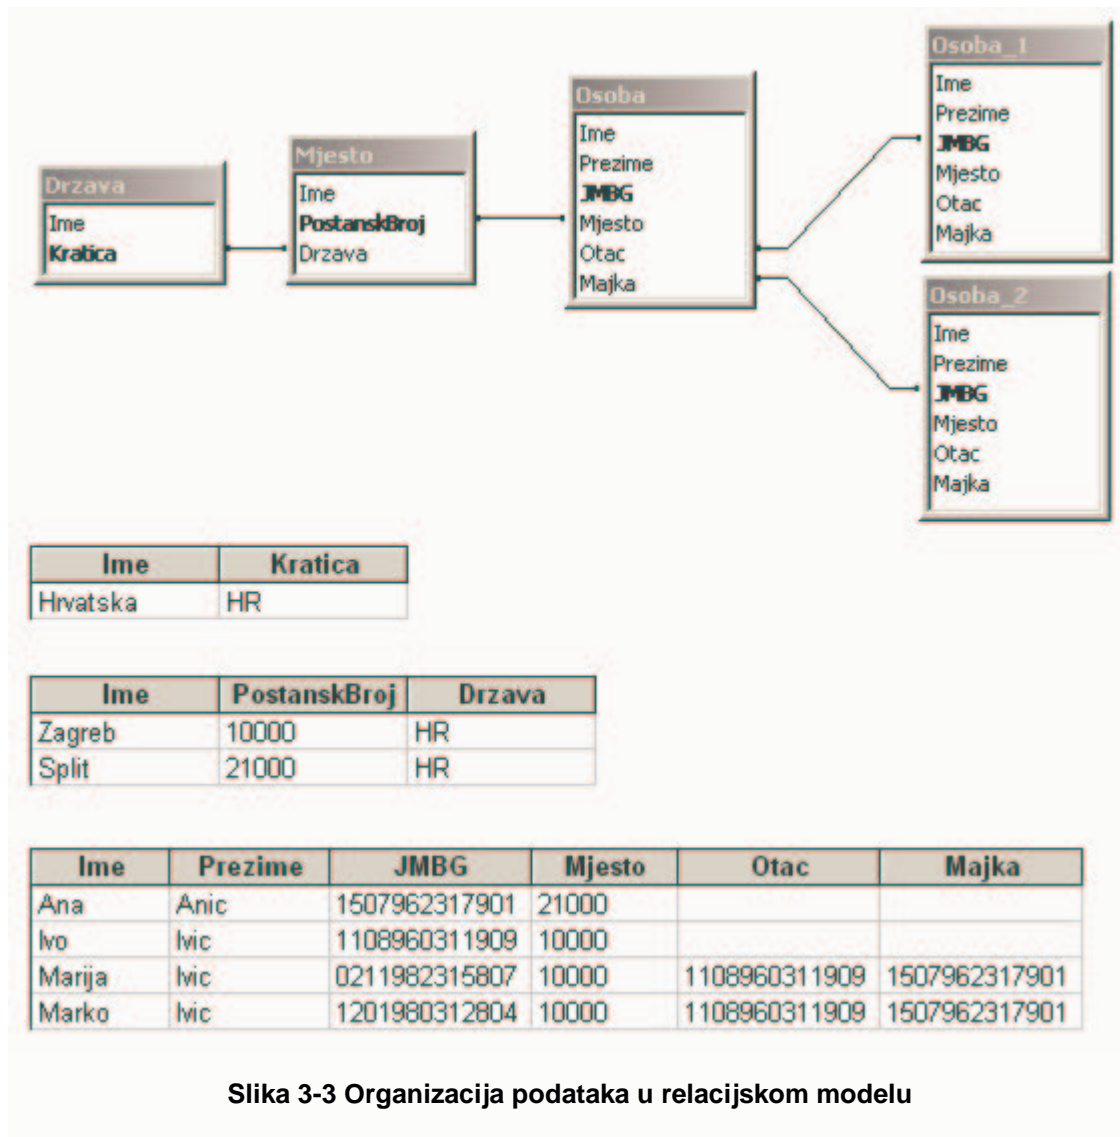 Drzava
Ime
Kratica
Mjesto
Ime
PostanskBroj
Drzava
Osoba
Ime
Prezime
JMBG
Mjesto
Otac
Majka
Osoba_1
Ime
Prezime
JMBG
Mjesto
Otac
Majka
Osoba_2
Ime
Prezime
JMBG
Mjesto
Otac
Majka
Ime Kratica
Hrvatska HR
Ime PostanskBroj Drzava
Zagreb 10000 HR
Split 21000 HR
Ime Prezime JMBG Mjesto Otac Majka
Ana Anic 1507962317901 21000
Ivo Ivic 1108960311909 10000
Marija Ivic 0211982315807 10000 1108960311909 1507962317901
Marko Ivic 1201980312804 10000 1108960311909 1507962317901
Slika 3-3 Organizacija podataka u relacijskom modelu